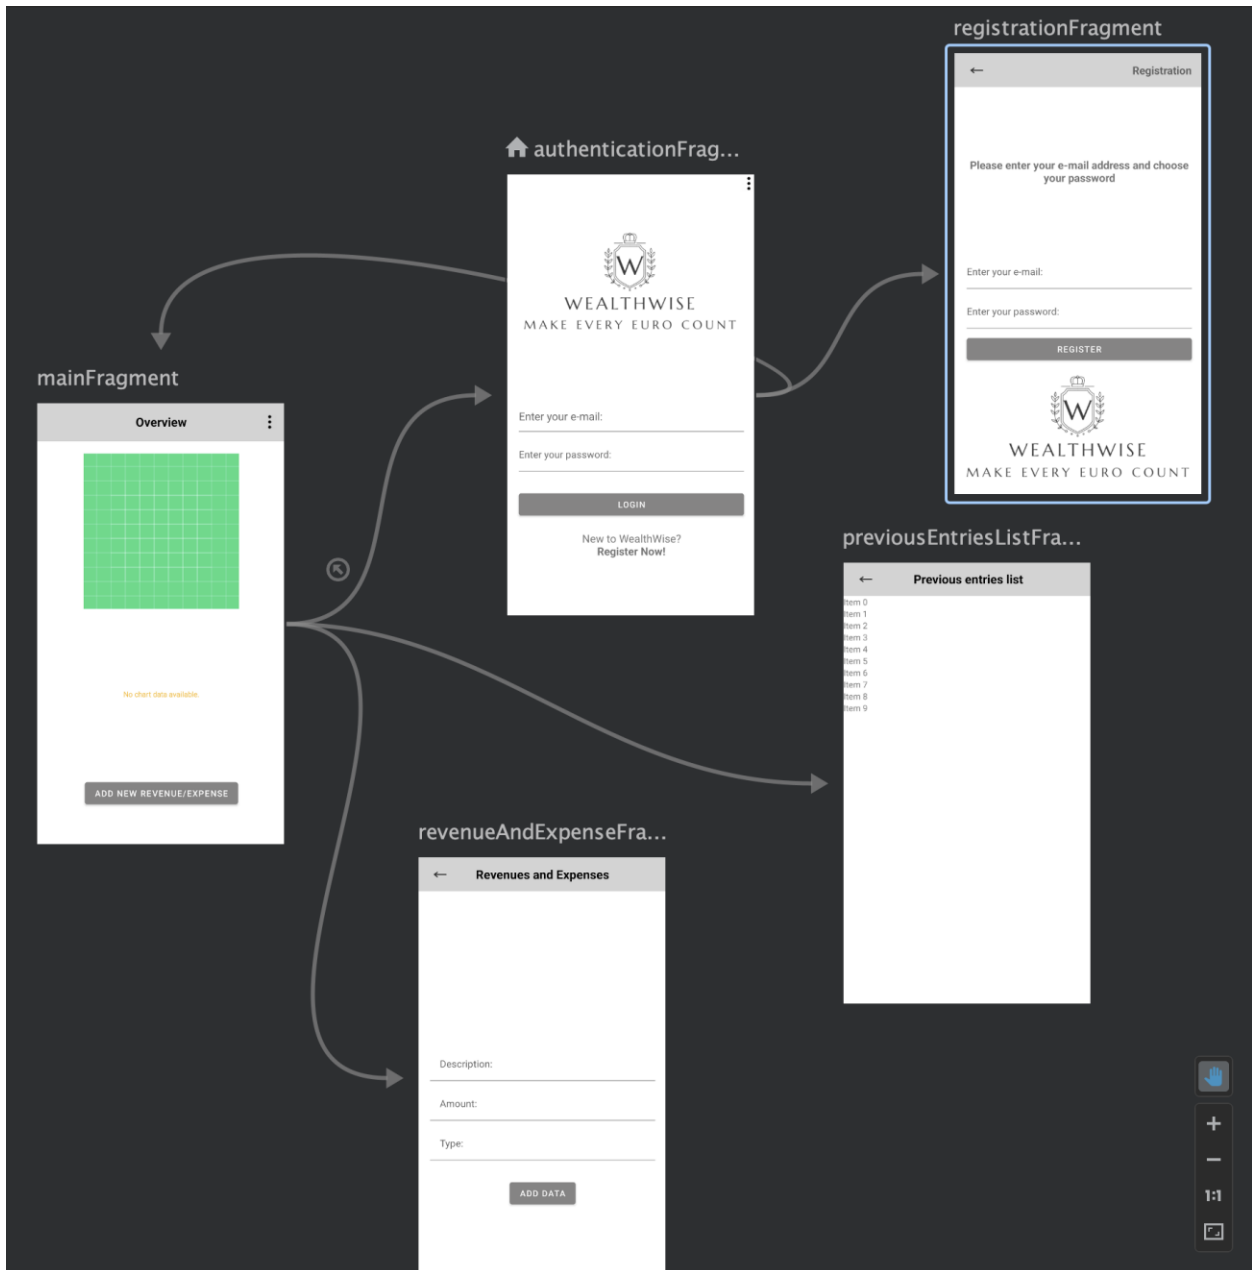 registrationFragment
← Registration
Please enter your e-mail address and choose
your password
Enter your e-mail:
Enter your password:
REGISTER
W
WEALTHWISE
MAKE EVERY EURO COUNT
authenticationFrag...
W
WEALTHWISE
MAKE EVERY EURO COUNT
Enter your e-mail:
Enter your password:
LOGIN
New to WealthWise?
Register Now!
mainFragment
Overview
No chart data available.
ADD NEW REVENUE/EXPENSE
previousEntriesListFra...
← Previous entries list
Item 0
Item 1
Item 2
Item 3
Item 4
Item 5
Item 6
Item 7
Item 8
Item 9
revenueAndExpenseFra...
← Revenues and Expenses
Description:
Amount:
Type:
ADD DATA
+
−
1:1